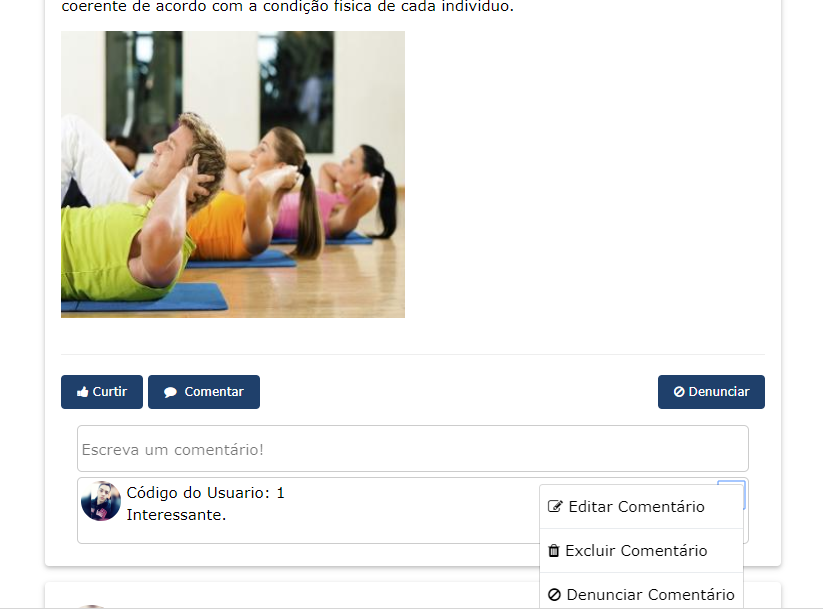 coerente de acordo com a condição física de cada indivíduo.
Curtir
Comentar
Denunciar
Escreva um comentário!
Código do Usuario: 1
Interessante.
Editar Comentário
Excluir Comentário
Denunciar Comentário